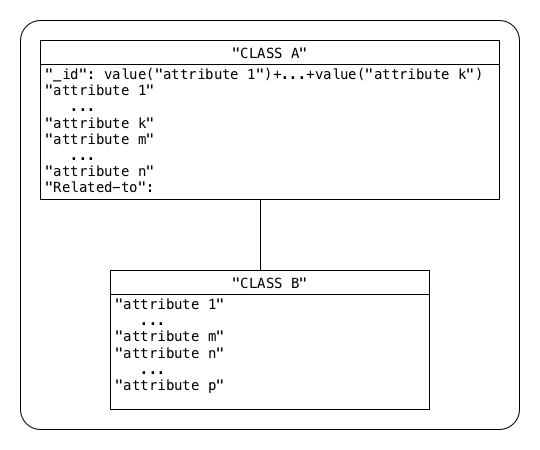 "CLASS A"
"_id": value("attribute 1")+...+value("attribute k")
"attribute 1"
...
"attribute k"
"attribute m"
...
"attribute n"
"Related-to":
"CLASS B"
"attribute 1"
...
"attribute m"
"attribute n"
...
"attribute p"